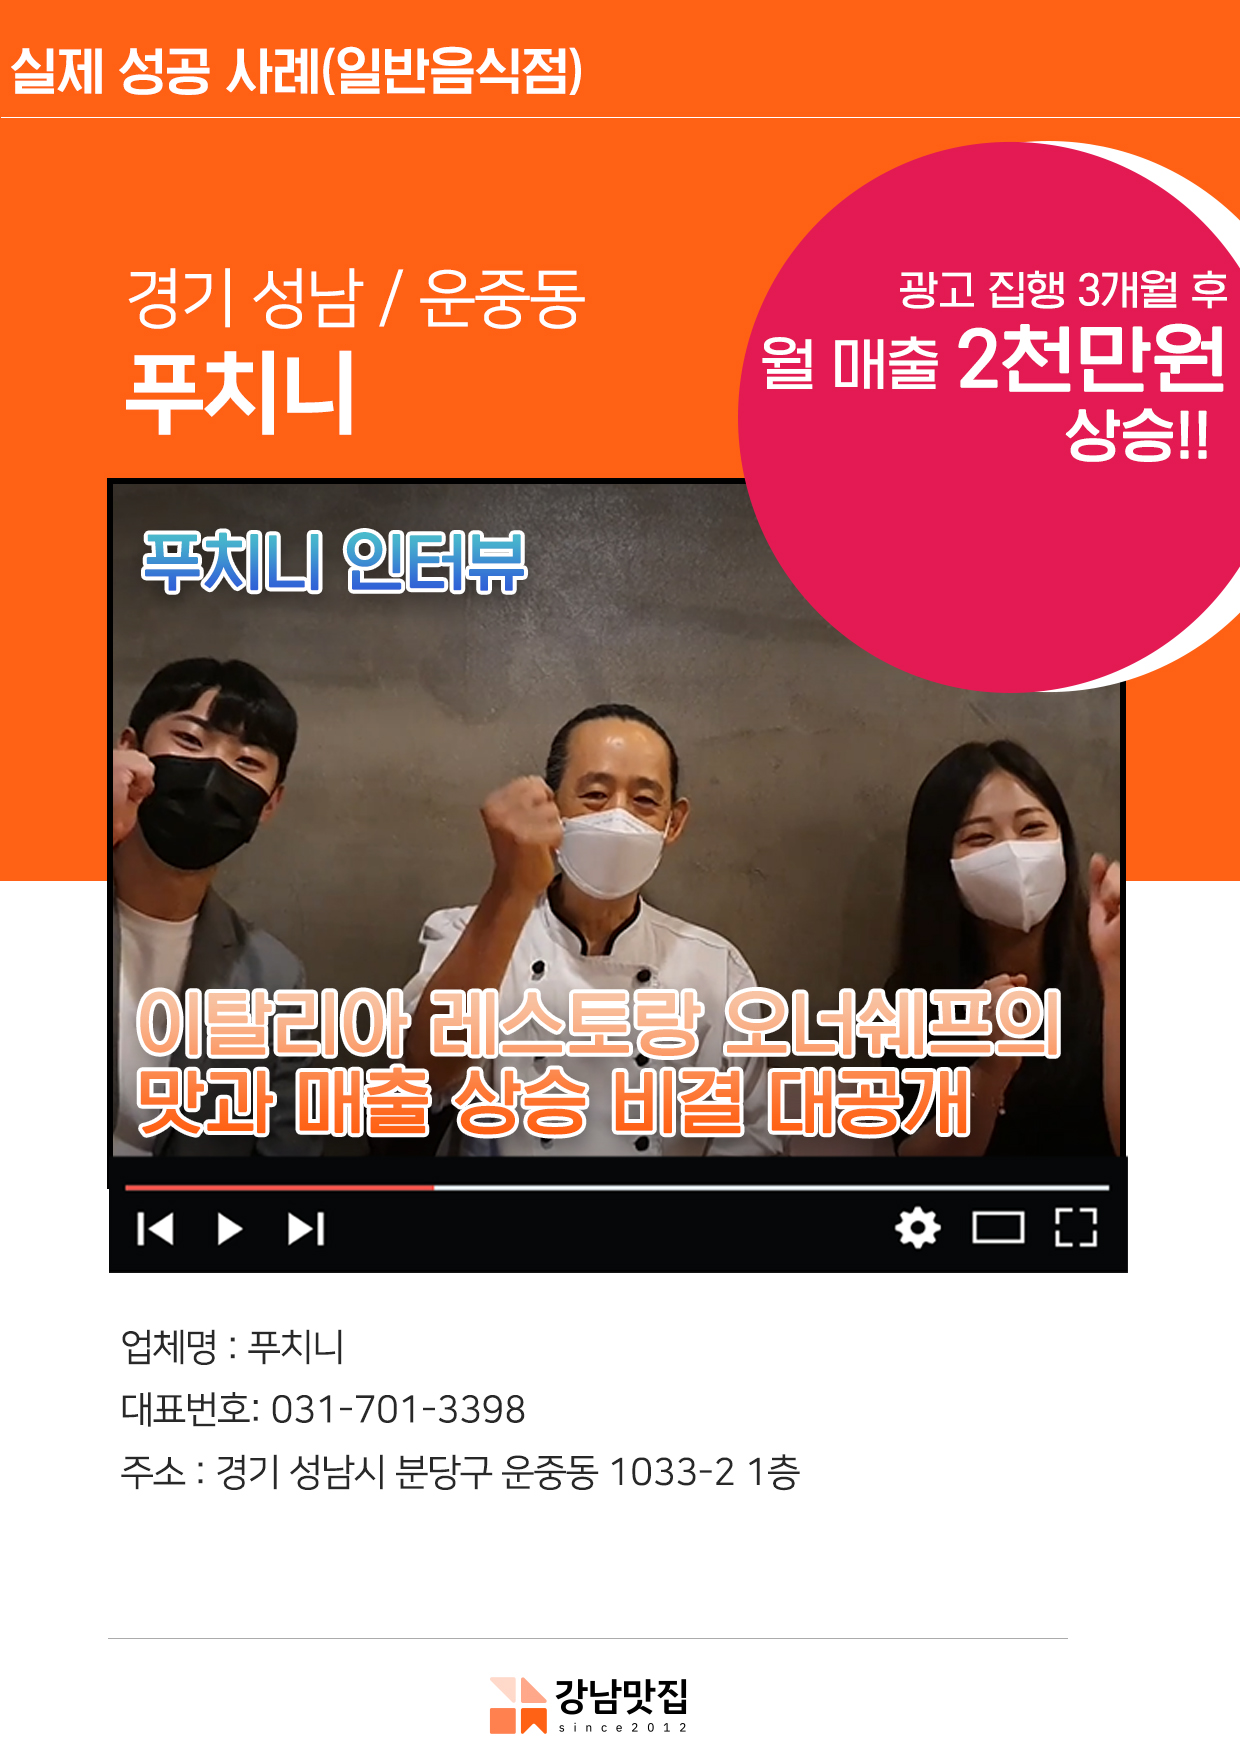 실제 성공 사례(일반음식점)
경기 성남 / 운중동
푸치니
광고 집행 3개월 후
월 매출 2천만원
상승!!
푸치니 인터뷰
이탈리아 레스토랑 오너쉐프의
맛과 매출 상승 비결 대공개
업체명 : 푸치니
대표번호: 031-701-3398
주소 : 경기 성남시 분당구 운중동 1033-2 1층
강남맛집
since2012